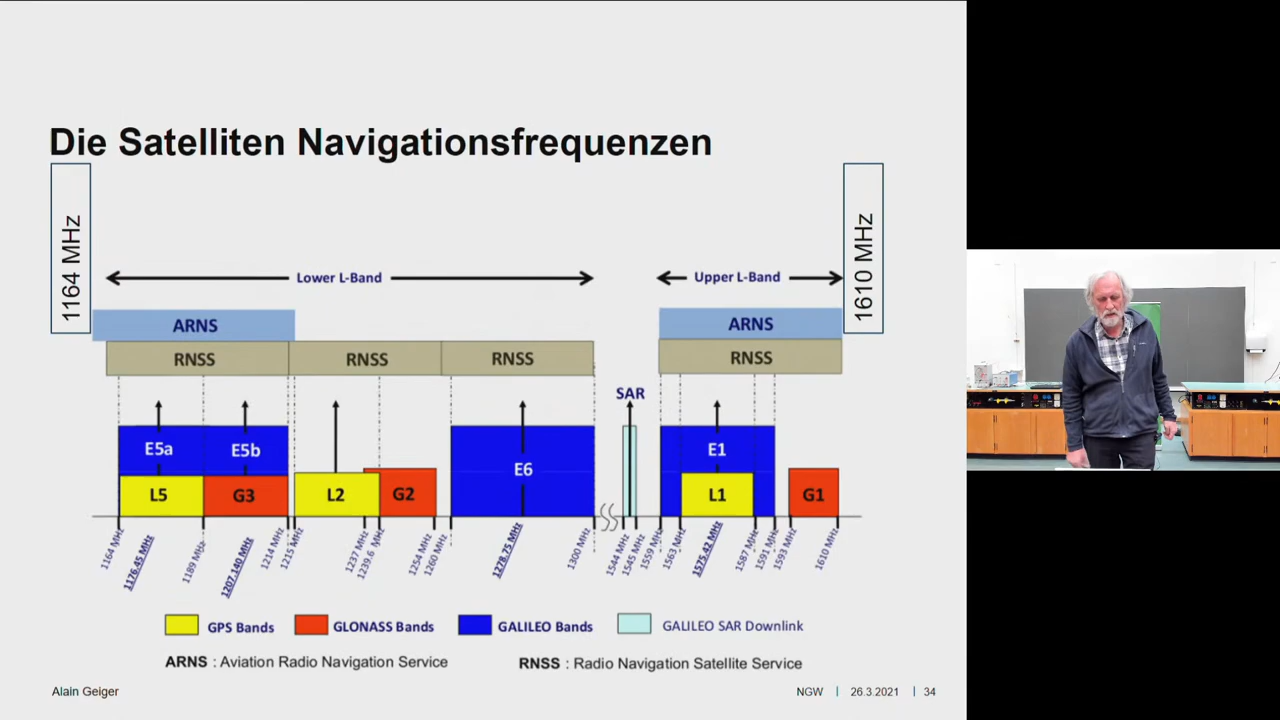 Die Satelliten Navigationsfrequenzen
1164 MHz
1610 MHz
Lower L-Band
Upper L-Band
ARNS
ARNS
RNSS
RNSS
RNSS
RNSS
SAR
E5a
E5b
E6
E1
L5
G3
L2
G2
L1
G1
1164 MHz
1176.45 MHz
1189 MHz
1207.140 MHz
1214 MHz
1215 MHz
1237 MHz
1239.6 MHz
1254 MHz
1260 MHz
1278.75 MHz
1300 MHz
1544 MHz
1545 MHz
1559 MHz
1563 MHz
1575.42 MHz
1587 MHz
1591 MHz
1593 MHz
1610 MHz
GPS Bands
GLONASS Bands
GALILEO Bands
GALILEO SAR Downlink
ARNS : Aviation Radio Navigation Service
RNSS : Radio Navigation Satellite Service
Alain Geiger
NGW | 26.3.2021 | 34